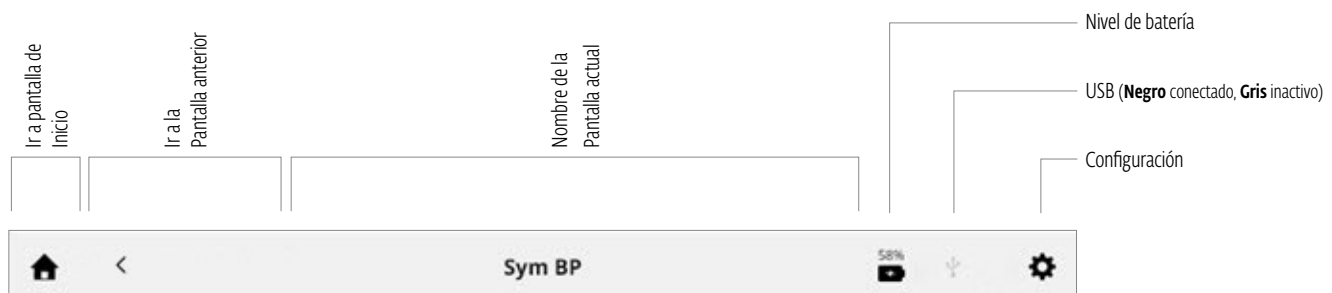 Ir a pantalla de
Inicio
Ir a la
Pantalla anterior
Nombre de la
Pantalla actual
Nivel de batería
USB (Negro conectado, Gris inactivo)
Configuración
Sym BP
58%